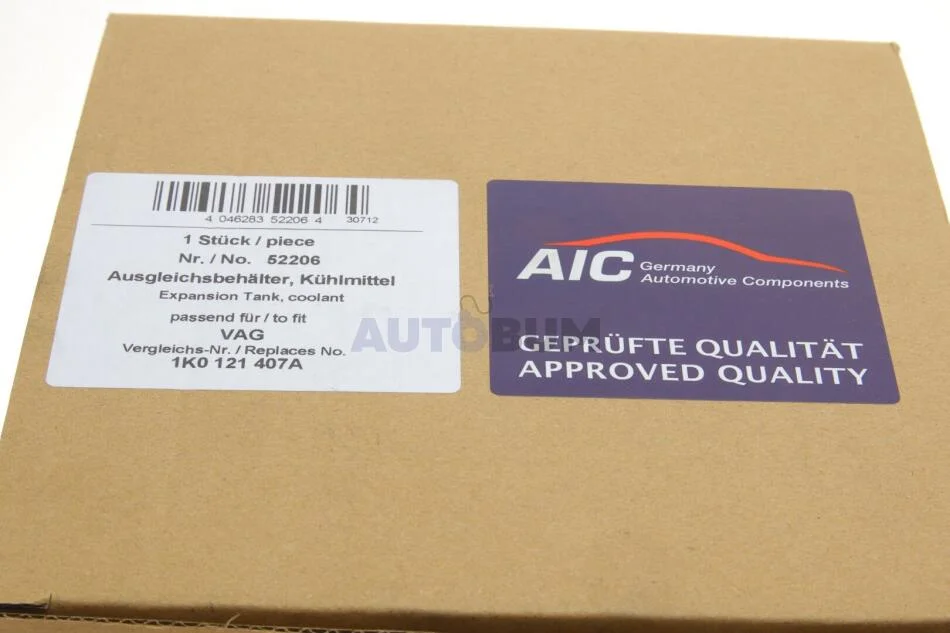 4 046283 52206 4 30712
1 Stück / piece
Nr. / No. 52206
Ausgleichsbehälter, Kühlmittel
Expansion Tank, coolant
passend für / to fit
VAG
Vergleichs-Nr. / Replaces No.
1K0 121 407A
AIC Germany
Automotive Components
GEPRÜFTE QUALITÄT
APPROVED QUALITY
AUTOBUM